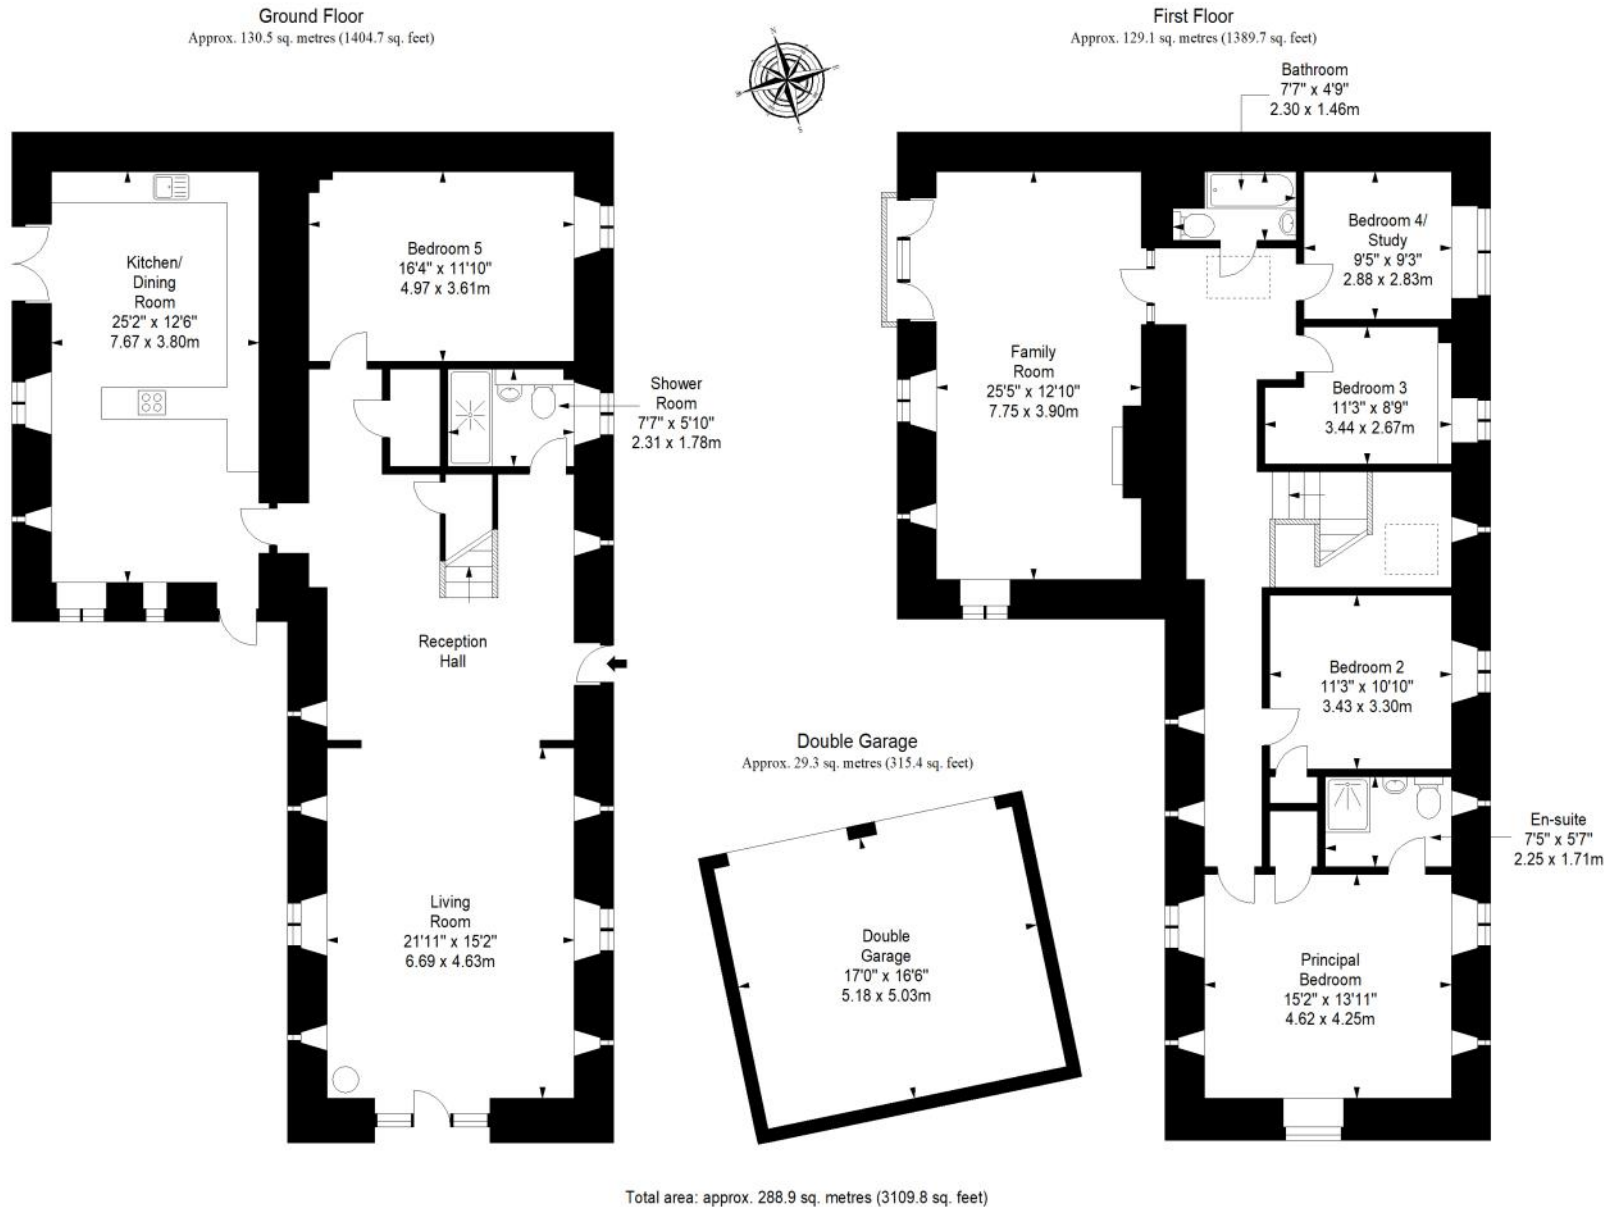 Ground Floor
Approx. 130.5 sq. metres (1404.7 sq. feet)
First Floor
Approx. 129.1 sq. metres (1389.7 sq. feet)
Bathroom
7'7" x 4'9"
2.30 x 1.46m
Kitchen/
Dining
Room
25'2" x 12'6"
7.67 x 3.80m
Bedroom 5
16'4" x 11'10"
4.97 x 3.61m
Shower
Room
7'7" x 5'10"
2.31 x 1.78m
Family
Room
25'5" x 12'10"
7.75 x 3.90m
Bedroom 4/
Study
9'5" x 9'3"
2.88 x 2.83m
Bedroom 3
11'3" x 8'9"
3.44 x 2.67m
Reception
Hall
Bedroom 2
11'3" x 10'10"
3.43 x 3.30m
Double Garage
Approx. 29.3 sq. metres (315.4 sq. feet)
En-suite
7'5" x 5'7"
2.25 x 1.71m
Living
Room
21'11" x 15'2"
6.69 x 4.63m
Double
Garage
17'0" x 16'6"
5.18 x 5.03m
Principal
Bedroom
15'2" x 13'11"
4.62 x 4.25m
Total area: approx. 288.9 sq. metres (3109.8 sq. feet)